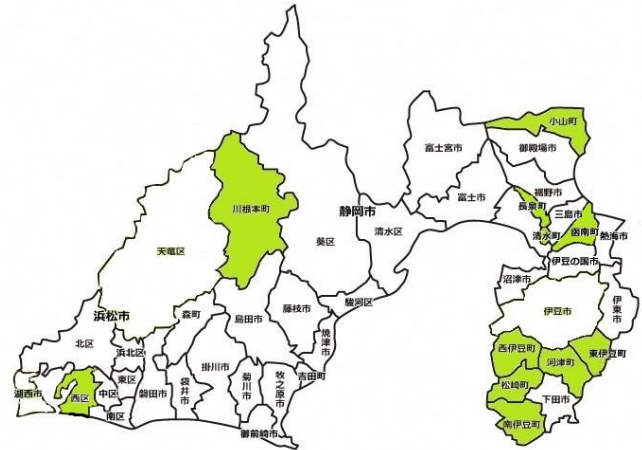 小山町
富士宮市
御殿場市
裾野市
富士市
長泉町
三島市
川根本町
静岡市
清水区
清水町
函南町
熱海市
葵区
天竜区
伊豆の国市
沼津市
駿河区
伊東市
森町
島田市
藤枝市
伊豆市
浜松市
焼津市
北区
浜北区
西伊豆町
東伊豆町
掛川市
河津町
吉田町
東区
湖西市
西区
中区
磐田市
袋井市
菊川市
牧之原市
松崎町
下田市
南区
御前崎市
南伊豆町